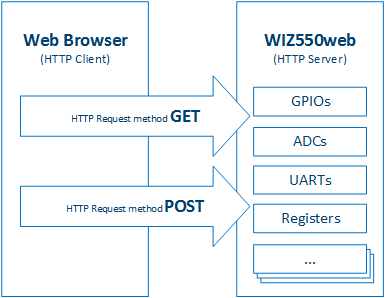 Web Browser
(HTTP Client)
HTTP Request method GET
HTTP Request method POST
WIZ550web
(HTTP Server)
GPIOs
ADCs
UARTs
Registers
...